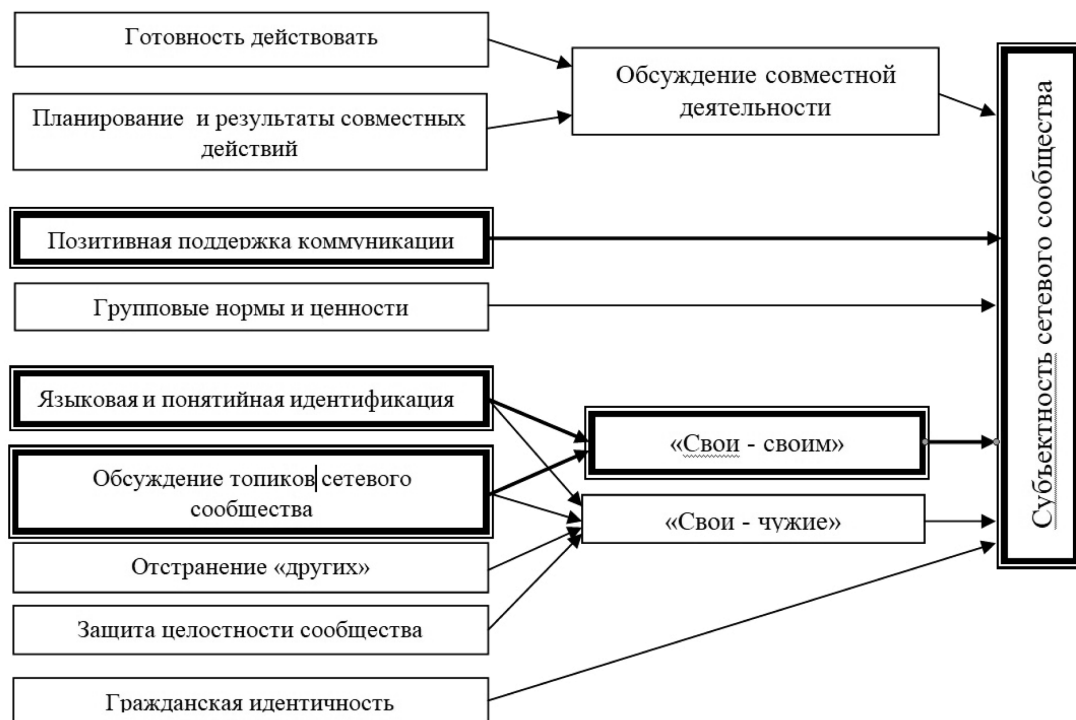 Готовность действовать
Обсуждение совместной
деятельности
Планирование и результаты совместных
действий
Позитивная поддержка коммуникации
Групповые нормы и ценности
Языковая и понятийная идентификация
«Свои - своим»
Обсуждение топиков сетевого
сообщества
«Свои - чужие»
Отстранение «других»
Защита целостности сообщества
Гражданская идентичность
Субъектность сетевого сообщества